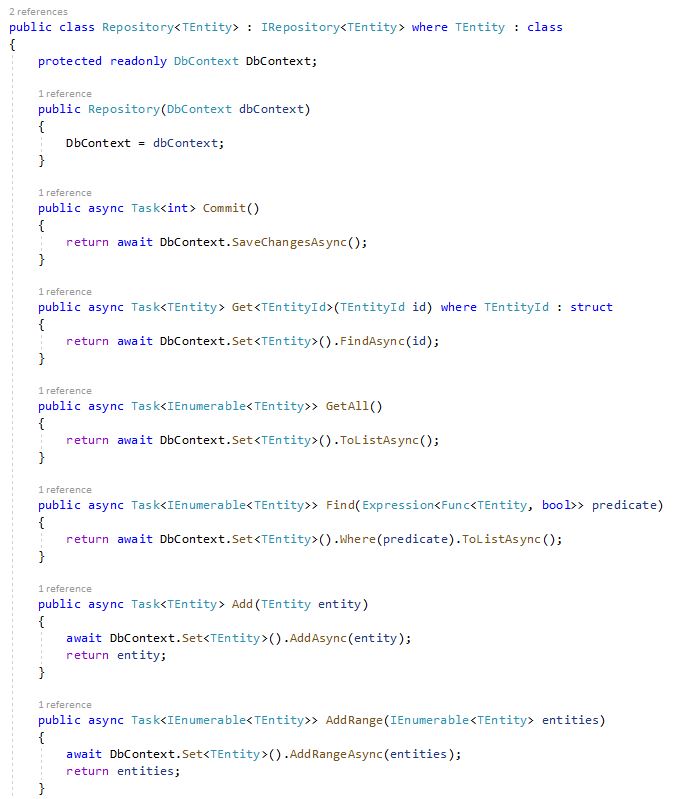 2 references
public class Repository<TEntity> : IRepository<TEntity> where TEntity : class
{
protected readonly DbContext DbContext;
1 reference
public Repository(DbContext dbContext)
{
DbContext = dbContext;
}
1 reference
public async Task<int> Commit()
{
return await DbContext.SaveChangesAsync();
}
1 reference
public async Task<TEntity> Get<TEntityId>(TEntityId id) where TEntityId : struct
{
return await DbContext.Set<TEntity>().FindAsync(id);
}
1 reference
public async Task<IEnumerable<TEntity>> GetAll()
{
return await DbContext.Set<TEntity>().ToListAsync();
}
1 reference
public async Task<IEnumerable<TEntity>> Find(Expression<Func<TEntity, bool>> predicate)
{
return await DbContext.Set<TEntity>().Where(predicate).ToListAsync();
}
1 reference
public async Task<TEntity> Add(TEntity entity)
{
await DbContext.Set<TEntity>().AddAsync(entity);
return entity;
}
1 reference
public async Task<IEnumerable<TEntity>> AddRange(IEnumerable<TEntity> entities)
{
await DbContext.Set<TEntity>().AddRangeAsync(entities);
return entities;
}